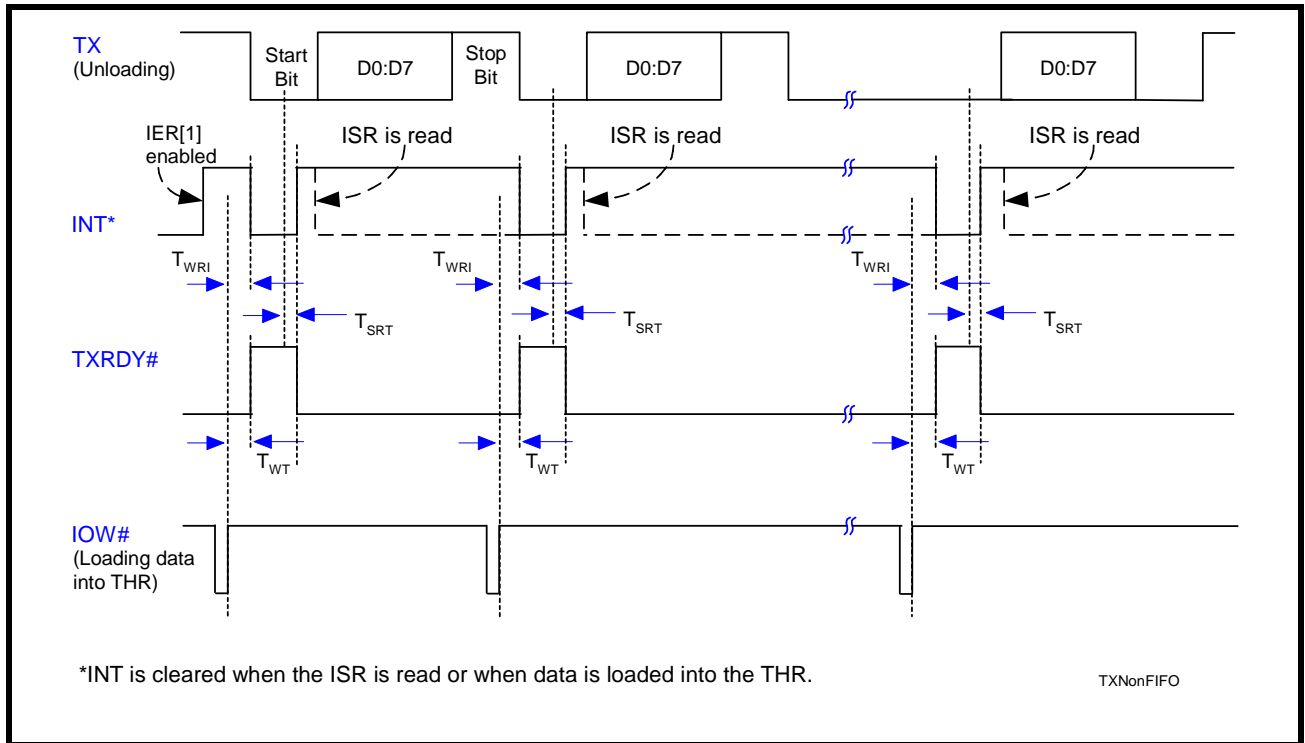 TX
(Unloading)
Start
Bit
D0:D7
Stop
Bit
D0:D7
D0:D7
IER[1]
enabled
ISR is read
ISR is read
ISR is read
INT*
TWRI
TWRI
TWRI
TSRT
TSRT
TSRT
TXRDY#
TWT
TWT
TWT
IOW#
(Loading data
into THR)
*INT is cleared when the ISR is read or when data is loaded into the THR.
TXNonFIFO